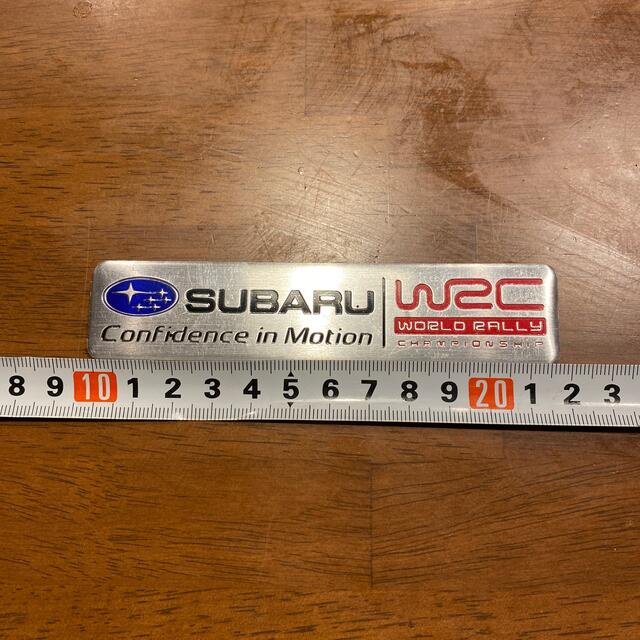 SUBARU
Confidence in Motion
WRC
WORLD RALLY
CHAMPIONSHIP
8 9 10 1 2 3 4 5 6 7 8 9 20 1 2 3